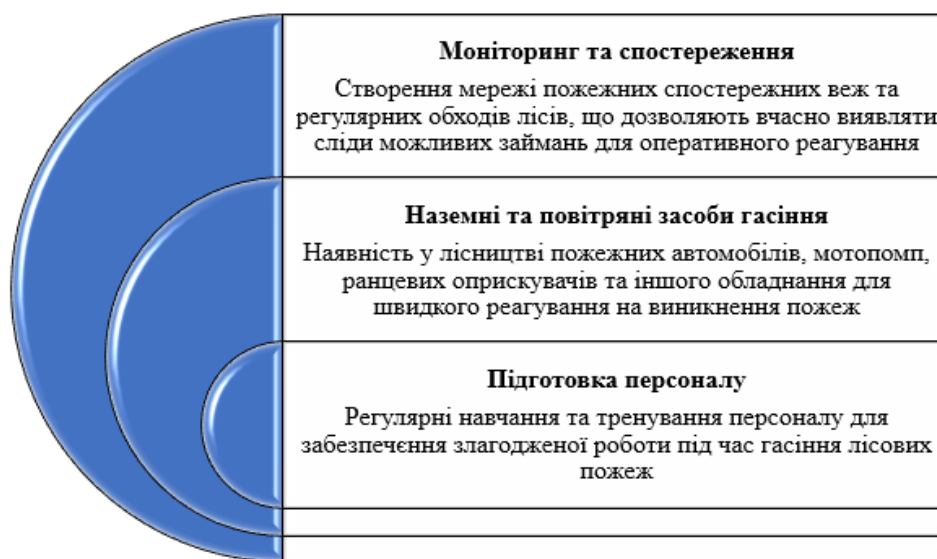 Моніторинг та спостереження
Створення мережі пожежних спостережних веж та
регулярних обходів лісів, що дозволяють вчасно виявляти
сліди можливих займань для оперативного реагування
Наземні та повітряні засоби гасіння
Наявність у лісництві пожежних автомобілів, мотопомп,
ранцевих оприскувачів та іншого обладнання для
швидкого реагування на виникнення пожеж
Підготовка персоналу
Регулярні навчання та тренування персоналу для
забезпечєння злагодженої роботи під час гасіння лісових
пожеж